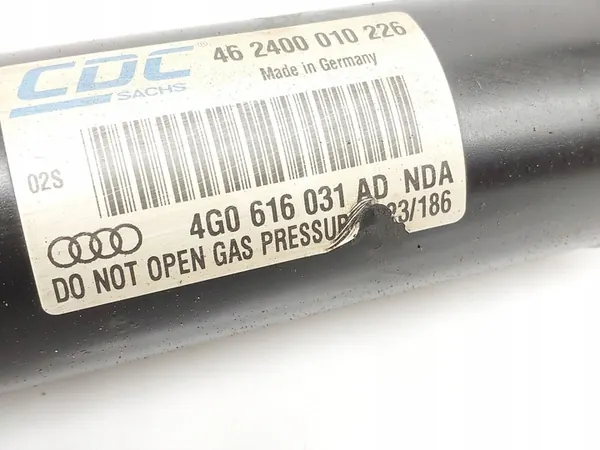 CDC® 46 2400 010 226
SACHS Made in Germany
02S
4G0 616 031 AD NDA
DO NOT OPEN GAS PRESSUR 23/186